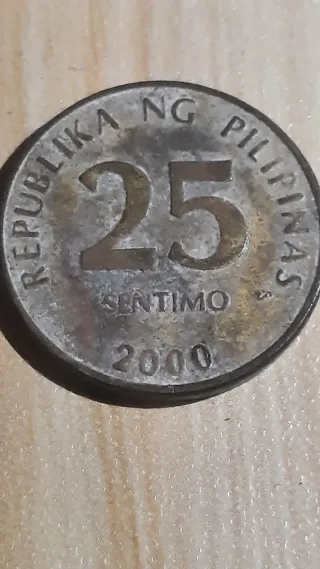 REPUBLIKA NG PILIPINAS
25
SENTIMO
2000